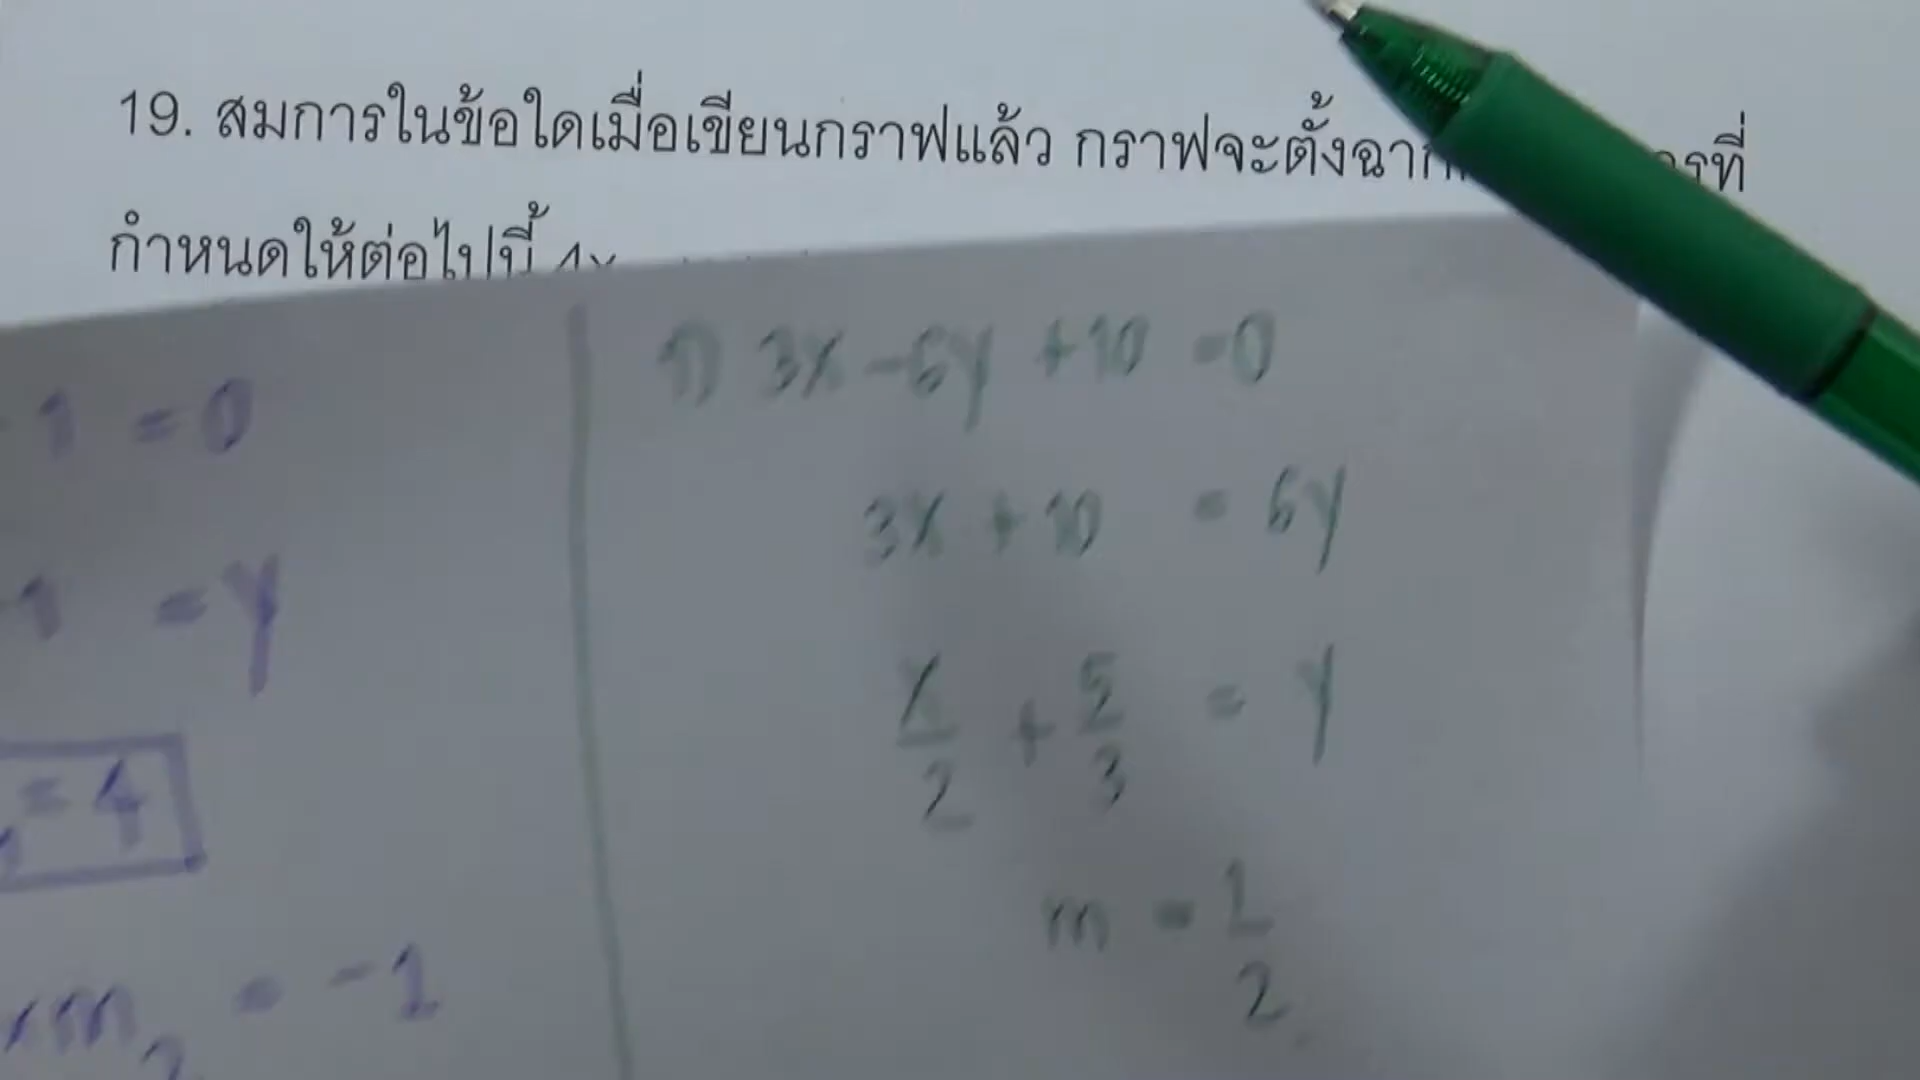 19. สมการในข้อใดเมื่อเขียนกราฟแล้ว กราฟจะตั้งฉาก
กำหนดให้ต่อไปนี้ 4x
1 = 0
1 = y
= 4
m₂ = -1
1) 3x - 6y + 10 = 0
3x + 10 = 6y
x/2 + 5/3 = y
m = 1/2